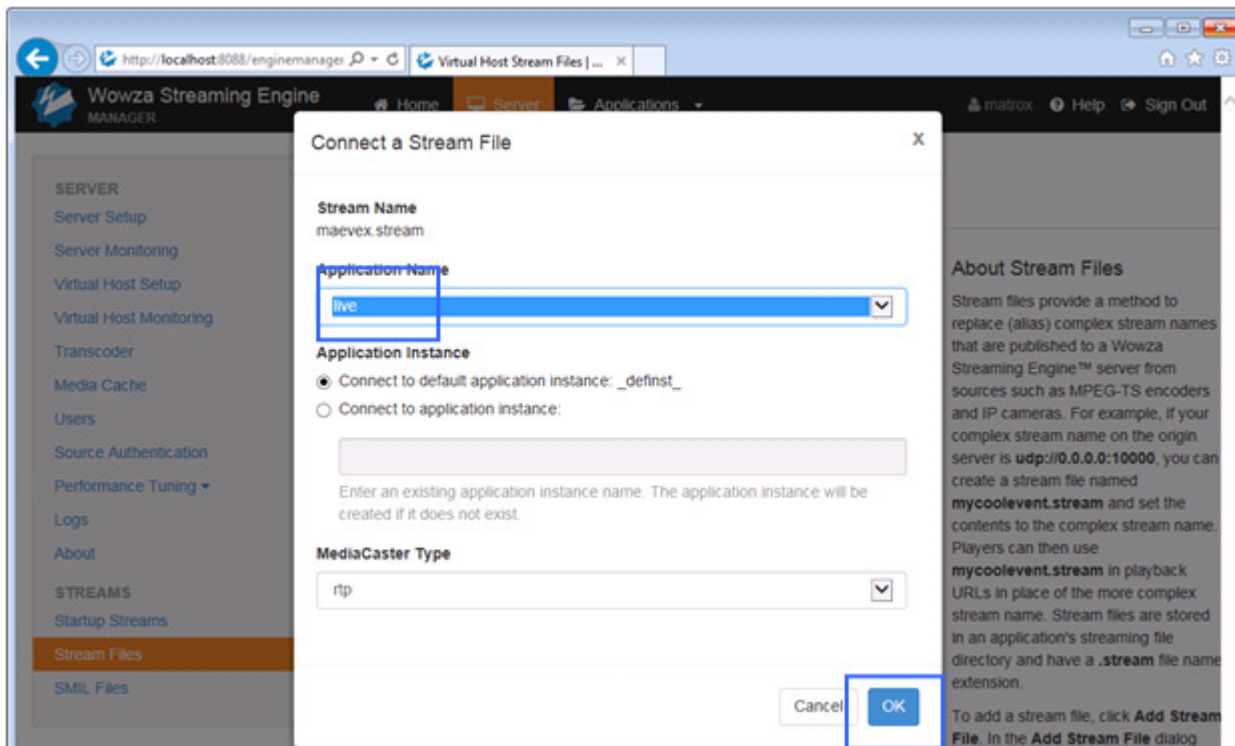 http://localhost:8088/enginemanager
Virtual Host Stream Files | ...
Wowza Streaming Engine
MANAGER
Home
Server
Applications
matrox
Help
Sign Out
SERVER
Server Setup
Server Monitoring
Virtual Host Setup
Virtual Host Monitoring
Transcoder
Media Cache
Users
Source Authentication
Performance Tuning
Logs
About
STREAMS
Startup Streams
Stream Files
SMIL Files
Connect a Stream File
X
Stream Name
maevex.stream
Application Name
live
Application Instance
Connect to default application instance: _definst_
Connect to application instance:
Enter an existing application instance name. The application instance will be
created if it does not exist.
MediaCaster Type
rtp
Cancel
OK
About Stream Files
Stream files provide a method to
replace (alias) complex stream names
that are published to a Wowza
Streaming Engine™ server from
sources such as MPEG-TS encoders
and IP cameras. For example, if your
complex stream name on the origin
server is udp://0.0.0.0:10000, you can
create a stream file named
mycoolevent.stream and set the
contents to the complex stream name.
Players can then use
mycoolevent.stream in playback
URLs in place of the more complex
stream name. Stream files are stored
in an application's streaming file
directory and have a .stream file name
extension.
To add a stream file, click Add Stream
File. In the Add Stream File dialog